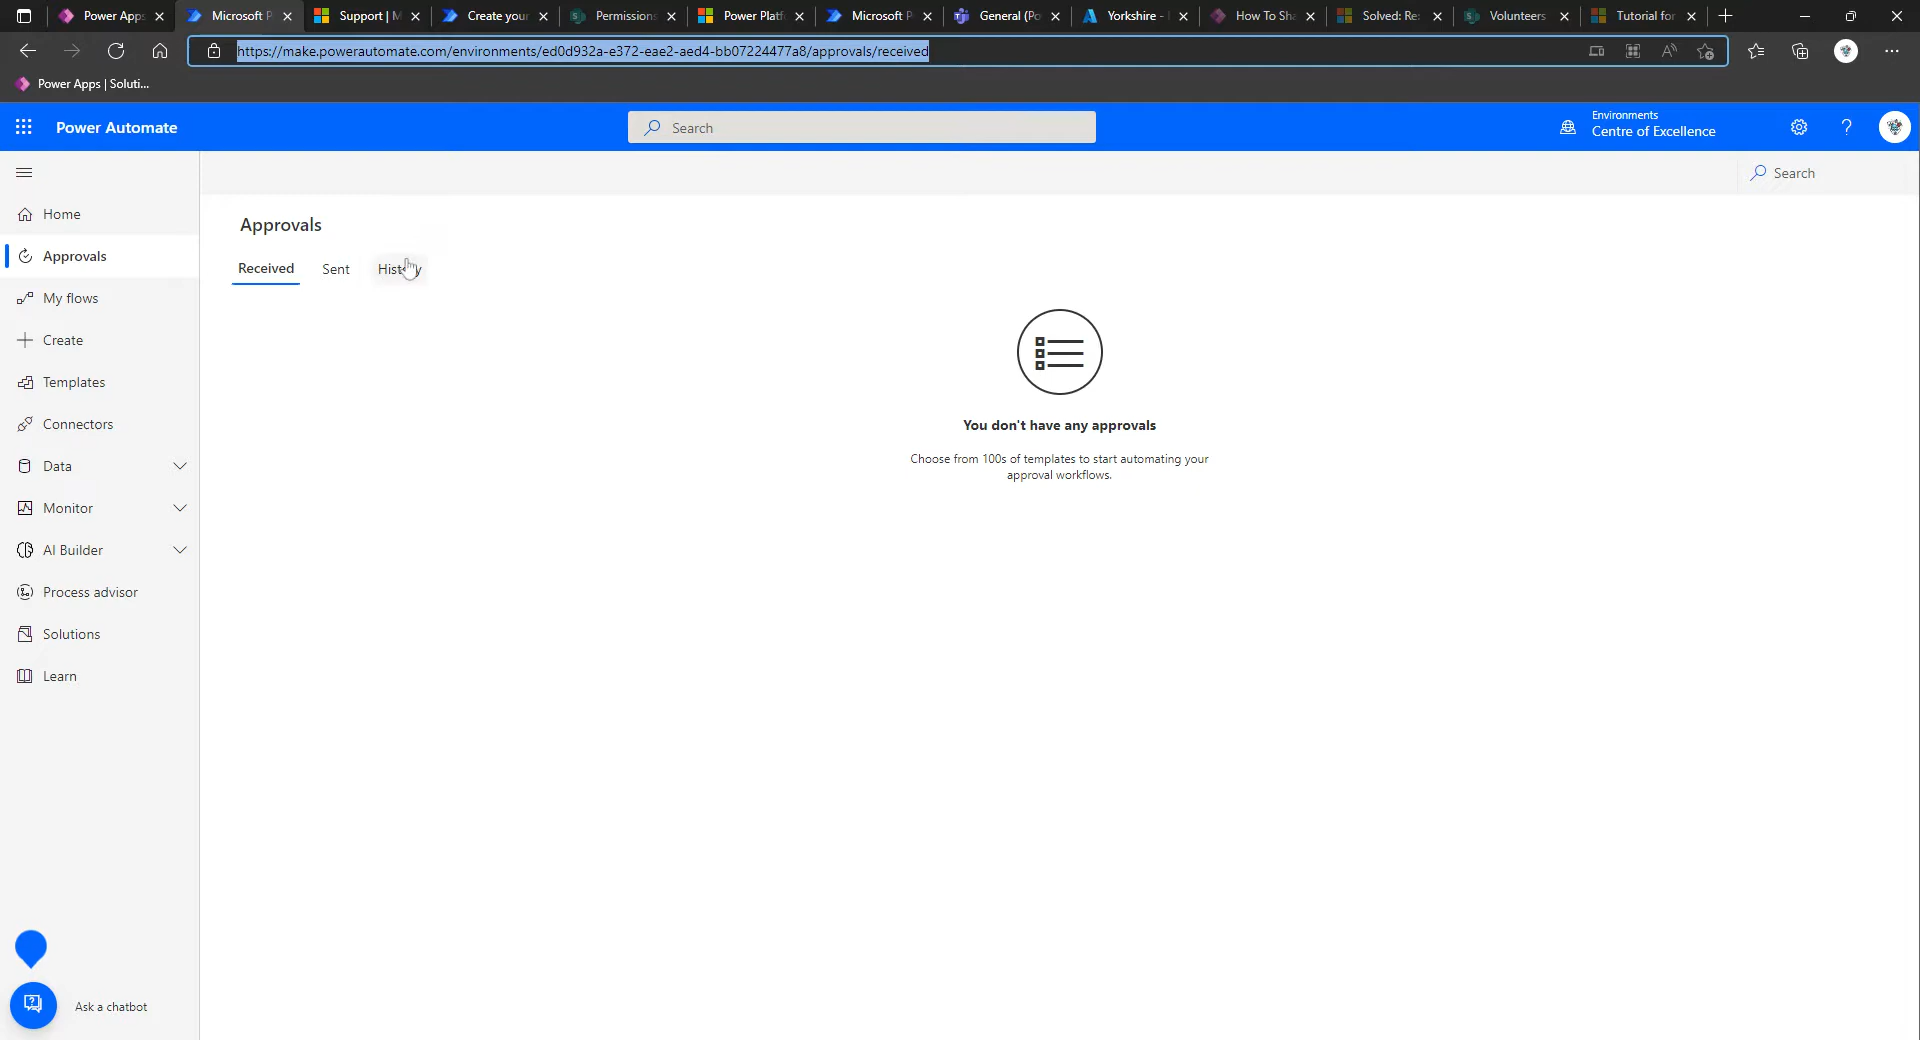 Power Apps
Microsoft P
Support | M
Create your
Permissions
Power Platf
Microsoft P
General (Po
Yorkshire -
How To Sha
Solved: Re:
Volunteers
Tutorial for
https://make.powerautomate.com/environments/ed0d932a-e372-eae2-aed4-bb07224477a8/approvals/received
Power Apps | Soluti...
Power Automate
Search
Environments
Centre of Excellence
Search
Home
Approvals
My flows
Create
Templates
Connectors
Data
Monitor
AI Builder
Process advisor
Solutions
Learn
Ask a chatbot
Approvals
Received
Sent
History
You don't have any approvals
Choose from 100s of templates to start automating your
approval workflows.